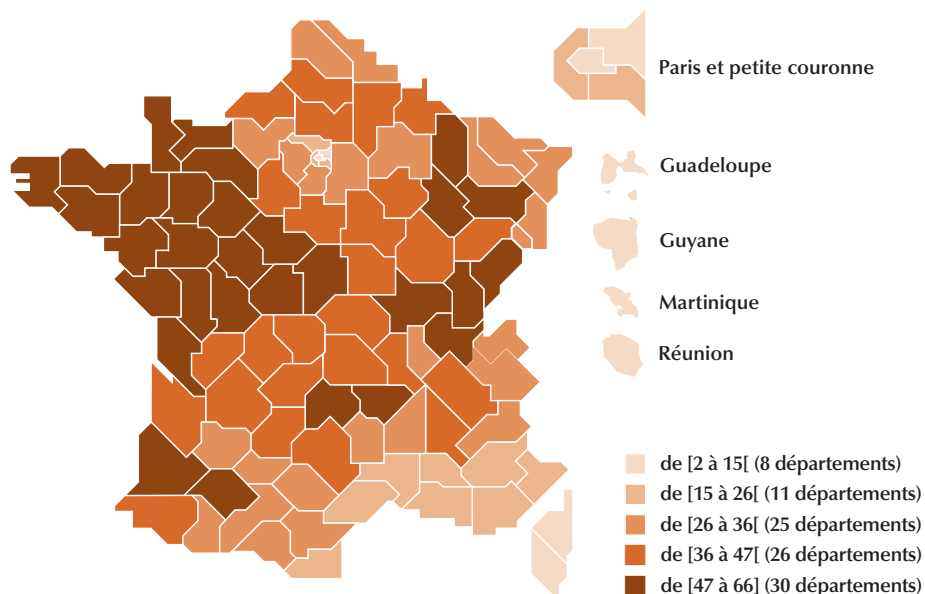 Paris et petite couronne
Guadeloupe
Guyane
Martinique
Réunion
de [2 à 15[ (8 départements)
de [15 à 26[ (11 départements)
de [26 à 36[ (25 départements)
de [36 à 47[ (26 départements)
de [47 à 66] (30 départements)